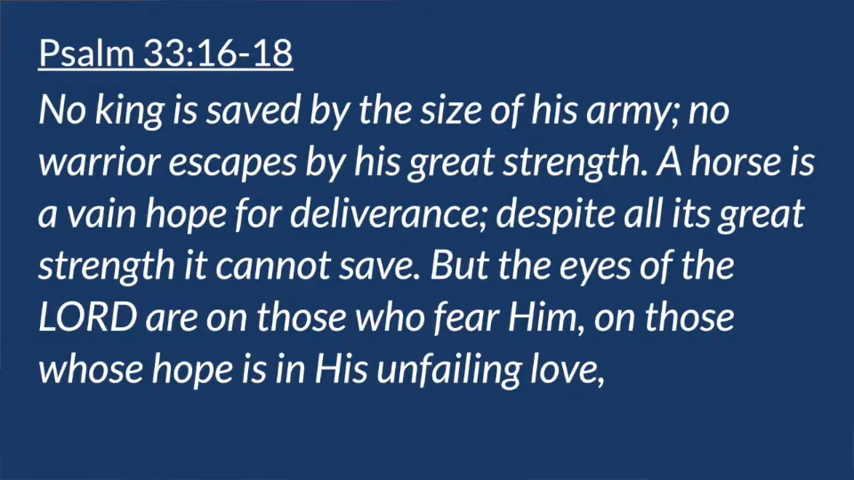 Psalm 33:16-18
No king is saved by the size of his army; no
warrior escapes by his great strength. A horse is
a vain hope for deliverance; despite all its great
strength it cannot save. But the eyes of the
LORD are on those who fear Him, on those
whose hope is in His unfailing love,